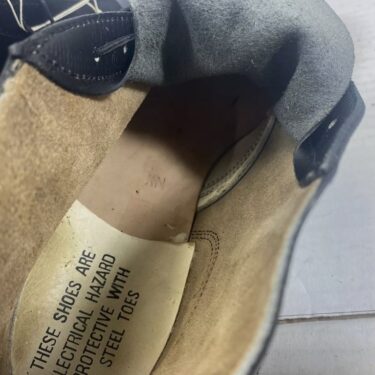 THESE SHOES ARE
ELECTRICAL HAZARD
PROTECTIVE WITH
STEEL TOES